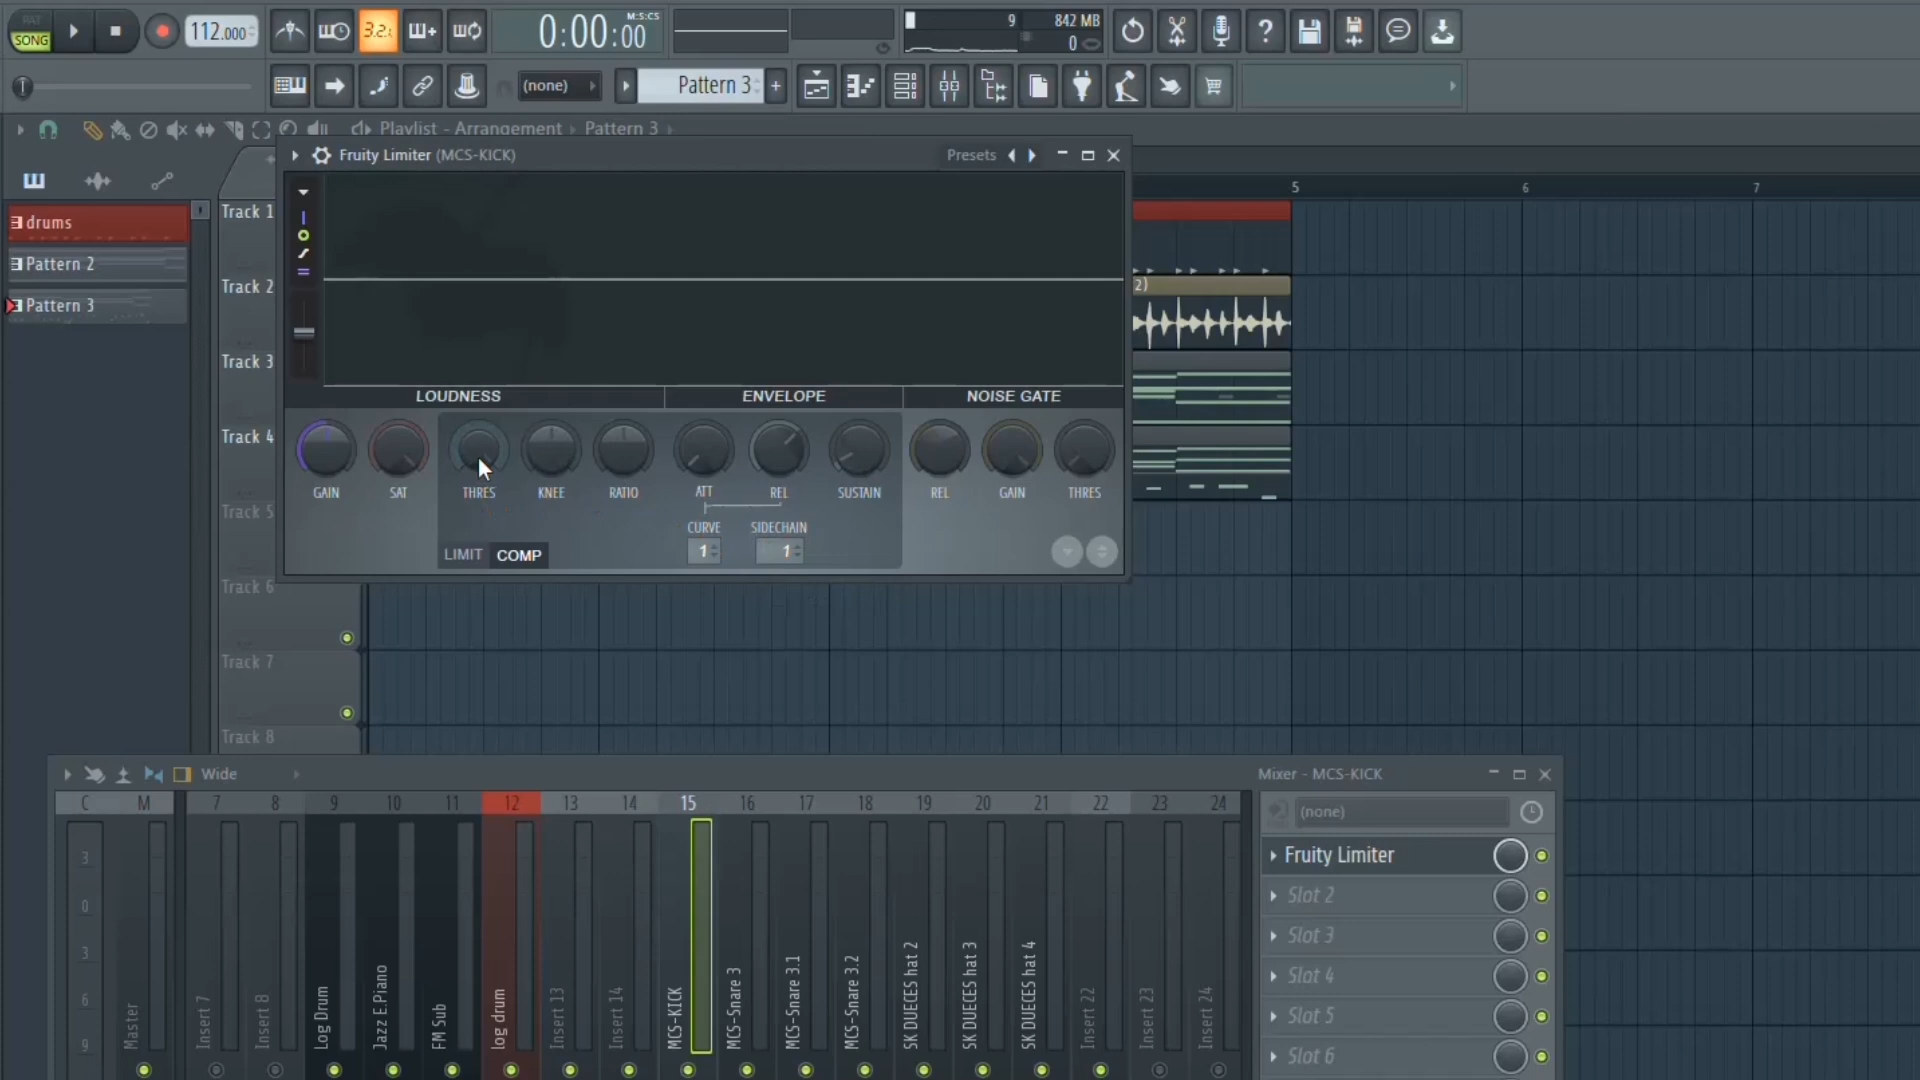 PAT
SONG
112.000
3.2.
0:00:00
M:S:CS
9
842 MB
0
(none)
Pattern 3
+
Playlist - Arrangement
Pattern 3
drums
Pattern 2
Pattern 3
Track 1
Track 2
Track 3
Track 4
Track 5
Track 6
Track 7
Track 8
5
6
7
2)
Fruity Limiter (MCS-KICK)
Presets
LOUDNESS
ENVELOPE
NOISE GATE
GAIN
SAT
THRES
KNEE
RATIO
ATT
REL
SUSTAIN
REL
GAIN
THRES
CURVE
SIDECHAIN
1
1
LIMIT
COMP
Wide
Mixer - MCS-KICK
C
M
7
8
9
10
11
12
13
14
15
16
17
18
19
20
21
22
23
24
3
0
3
6
9
Master
Insert 7
Insert 8
Log Drum
Jazz E.Piano
FM Sub
Log drum
Insert 13
Insert 14
MCS-KICK
MCS-Snare 3
MCS-Snare 3.1
MCS-Snare 3.2
SK DUECES hat 2
SK DUECES hat 3
SK DUECES hat 4
Insert 22
Insert 23
Insert 24
(none)
Fruity Limiter
Slot 2
Slot 3
Slot 4
Slot 5
Slot 6